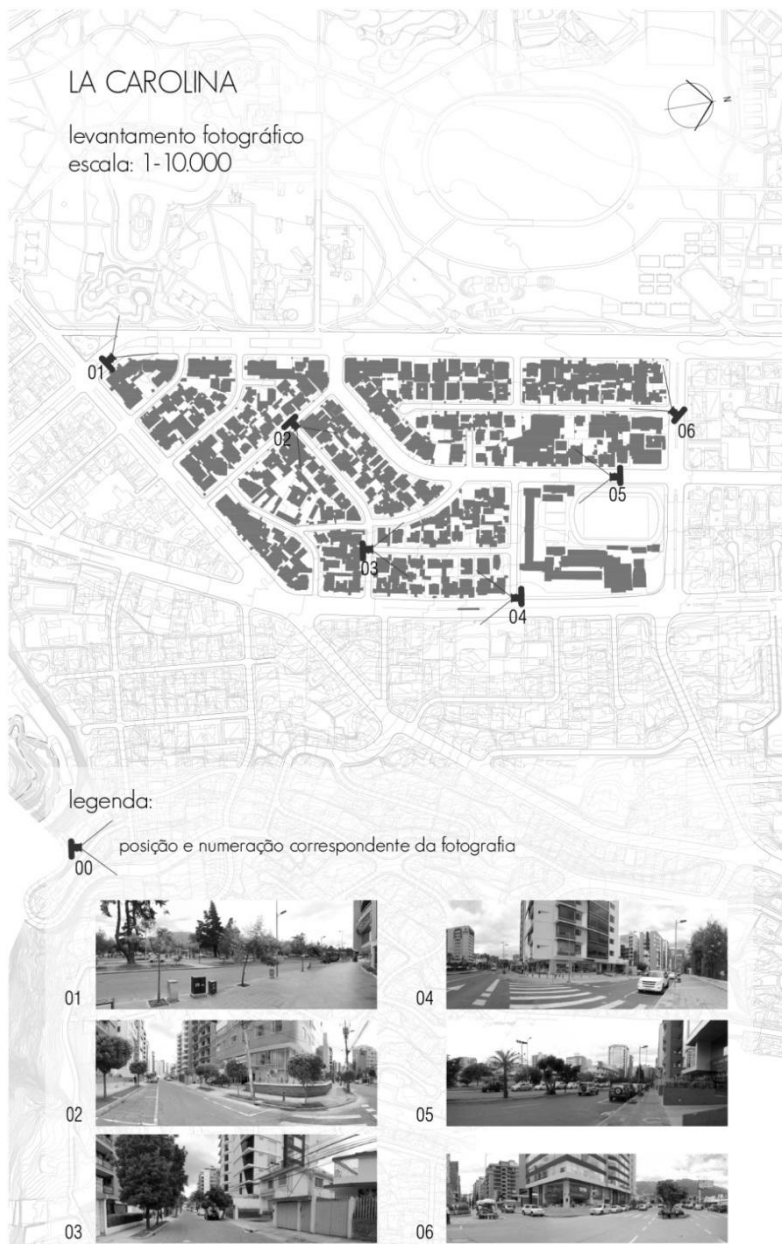 LA CAROLINA
levantamento fotográfico
escala: 1-10.000
N
01
02
03
04
05
06
legenda:
00
posição e numeração correspondente da fotografia
01
04
02
05
03
06